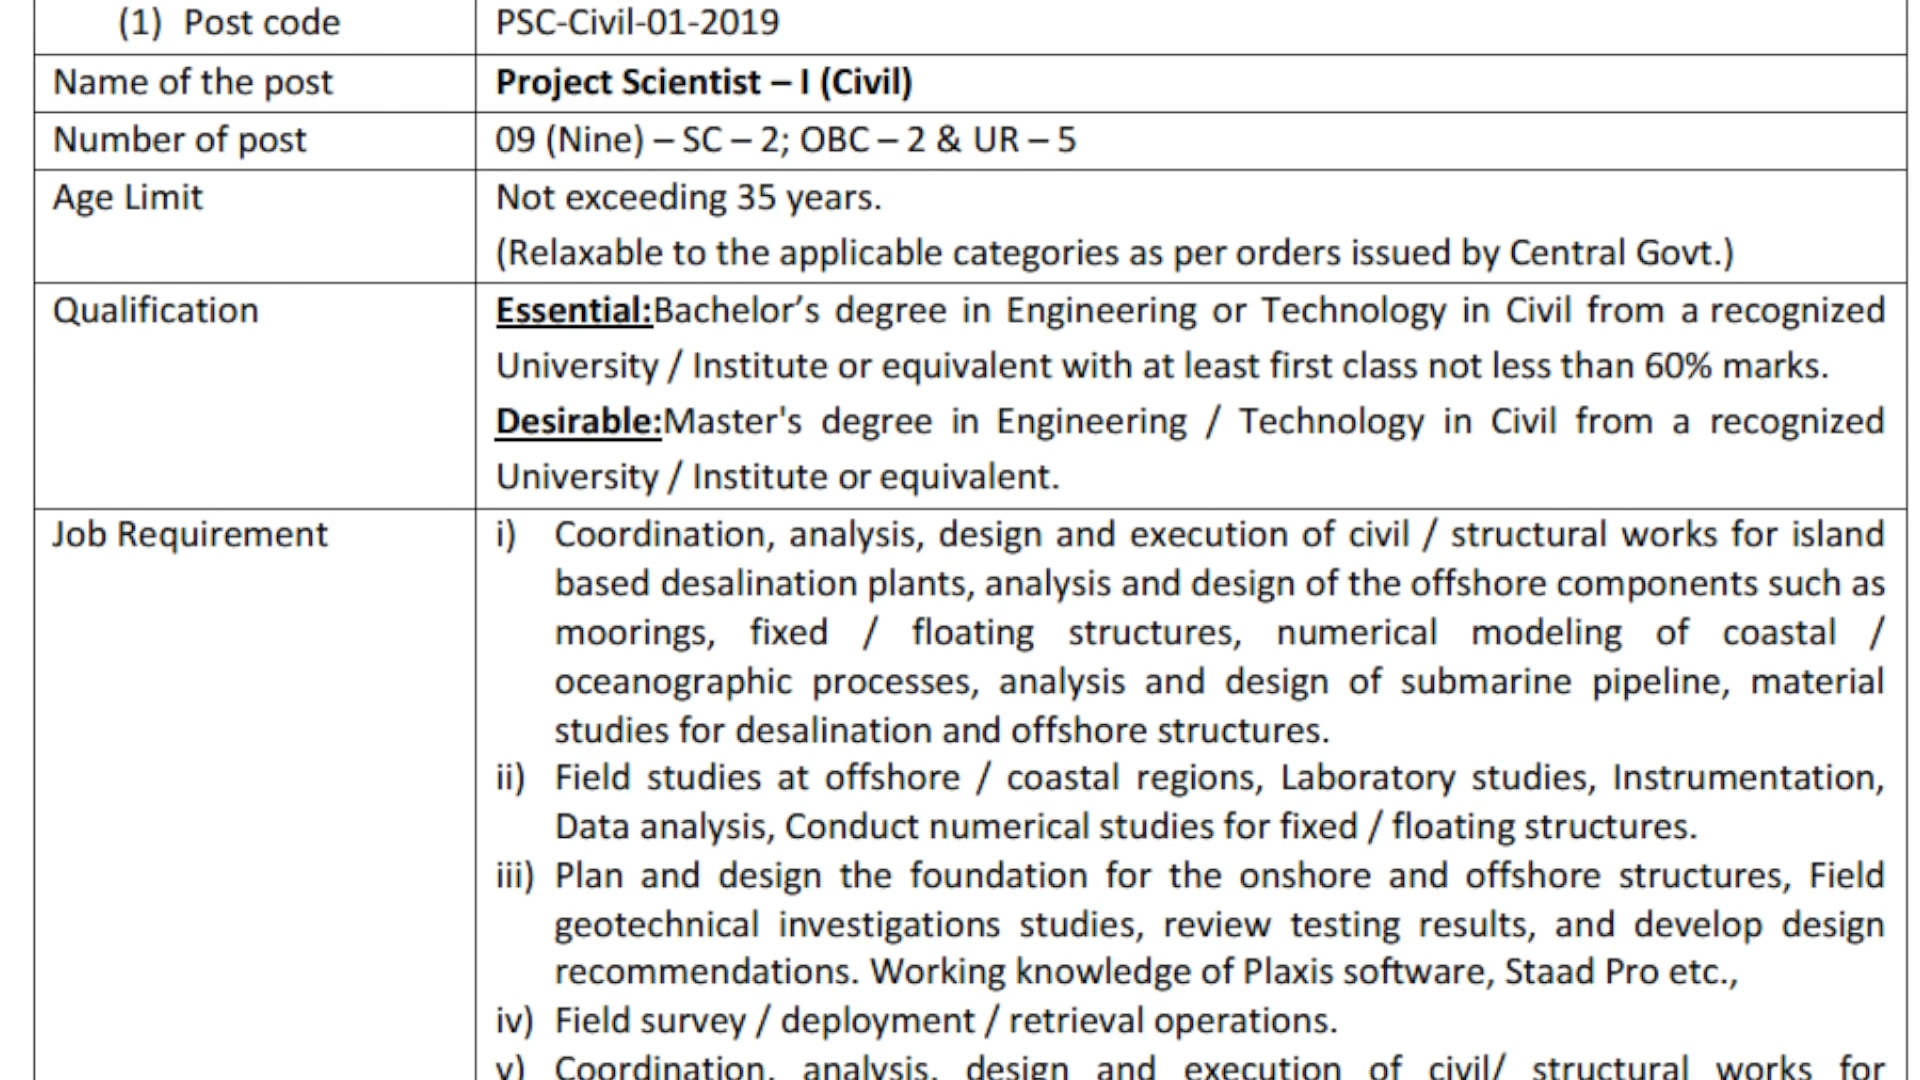 (1) Post code PSC-Civil-01-2019
Name of the post Project Scientist – I (Civil)
Number of post 09 (Nine) – SC – 2; OBC – 2 & UR – 5
Age Limit Not exceeding 35 years.
(Relaxable to the applicable categories as per orders issued by Central Govt.)
Qualification Essential:Bachelor’s degree in Engineering or Technology in Civil from a recognized
University / Institute or equivalent with at least first class not less than 60% marks.
Desirable:Master's degree in Engineering / Technology in Civil from a recognized
University / Institute or equivalent.
Job Requirement i) Coordination, analysis, design and execution of civil / structural works for island
based desalination plants, analysis and design of the offshore components such as
moorings, fixed / floating structures, numerical modeling of coastal /
oceanographic processes, analysis and design of submarine pipeline, material
studies for desalination and offshore structures.
ii) Field studies at offshore / coastal regions, Laboratory studies, Instrumentation,
Data analysis, Conduct numerical studies for fixed / floating structures.
iii) Plan and design the foundation for the onshore and offshore structures, Field
geotechnical investigations studies, review testing results, and develop design
recommendations. Working knowledge of Plaxis software, Staad Pro etc.,
iv) Field survey / deployment / retrieval operations.
v) Coordination, analysis, design and execution of civil/ structural works for